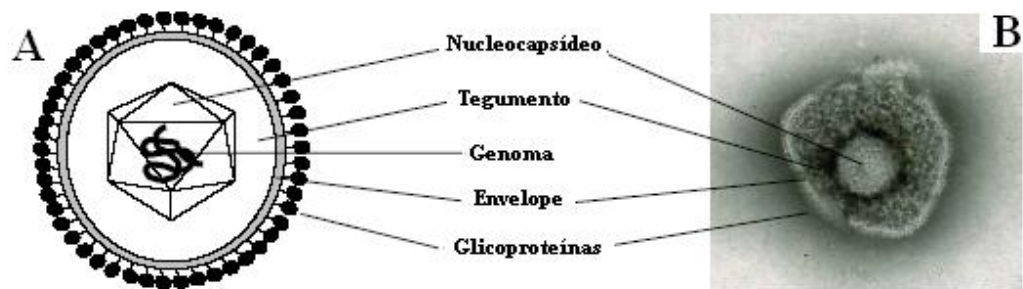 A
B
Nucleocapsídeo
Tegumento
Genoma
Envelope
Glicoproteínas